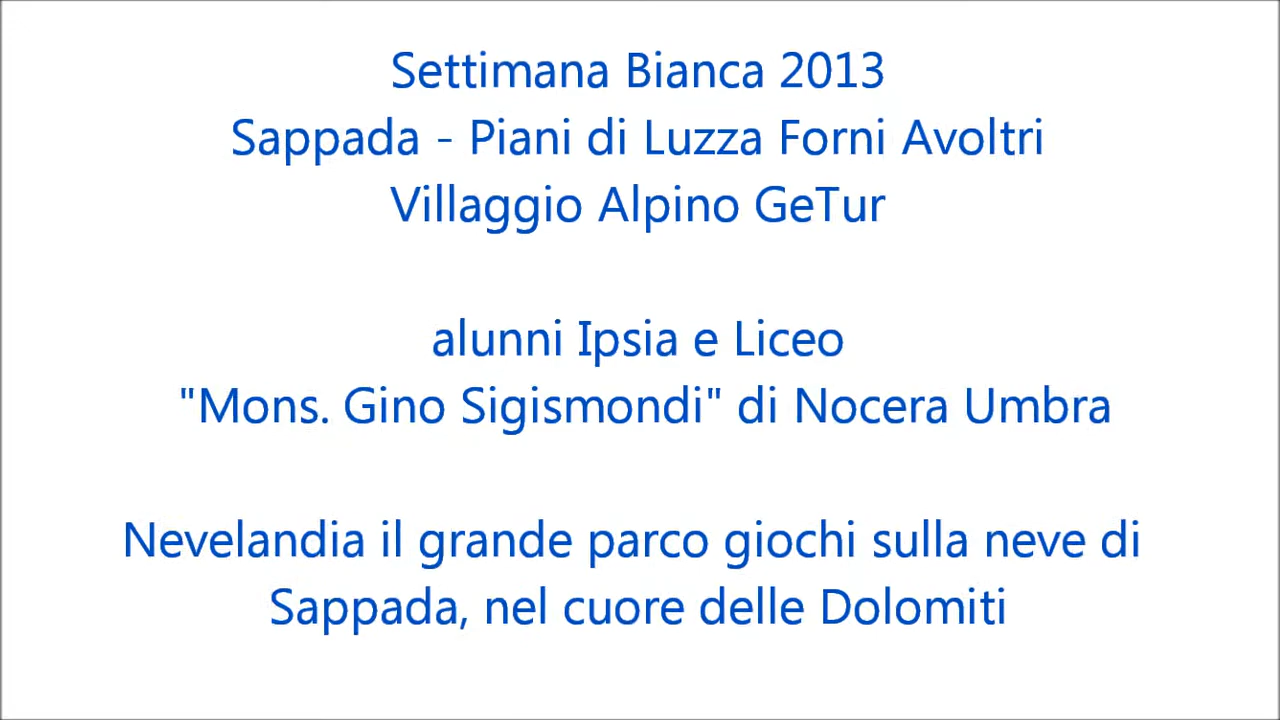 Settimana Bianca 2013
Sappada - Piani di Luzza Forni Avoltri
Villaggio Alpino GeTur
alunni Ipsia e Liceo
"Mons. Gino Sigismondi" di Nocera Umbra
Nevelandia il grande parco giochi sulla neve di
Sappada, nel cuore delle Dolomiti